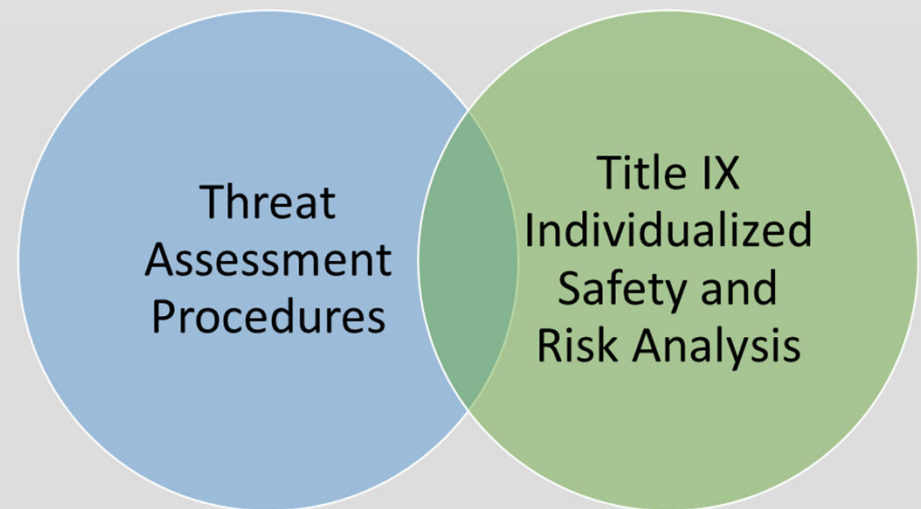 Threat
Assessment
Procedures
Title IX
Individualized
Safety and
Risk Analysis